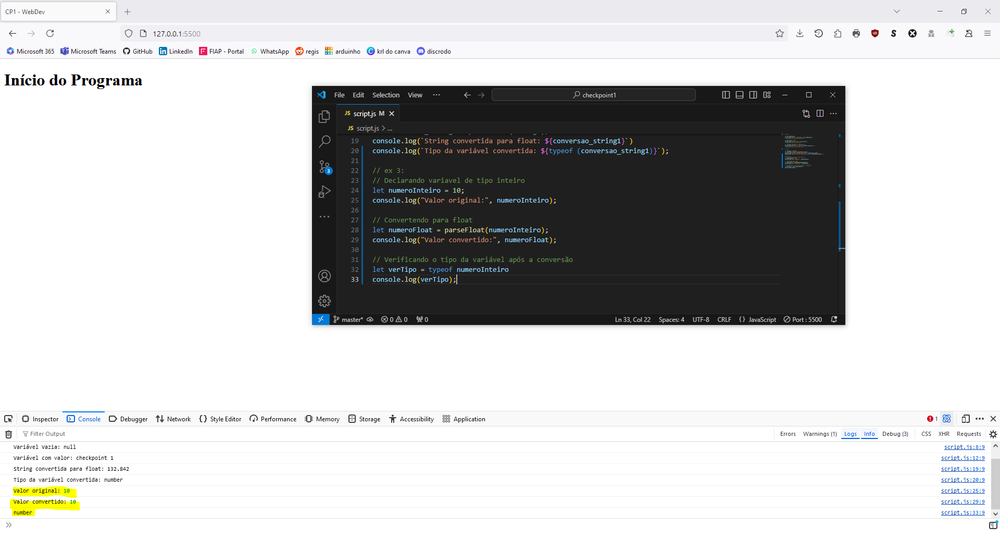 CP1 - WebDev
127.0.0.1:5500
Microsoft 365 Microsoft Teams GitHub LinkedIn FIAP - Portal WhatsApp regis arduinho krl do canva discrodo
Início do Programa
File Edit Selection View ··· checkpoint1
JS script.js M
JS script.js > ...
19 console.log(`String convertida para float: ${conversao_string1}`)
20 console.log(`Tipo da variável convertida: ${typeof (conversao_string1)}`);
21
22 // ex 3:
23 // Declarando variavel de tipo inteiro
24 let numeroInteiro = 10;
25 console.log("Valor original:", numeroInteiro);
26
27 // Convertendo para float
28 let numeroFloat = parseFloat(numeroInteiro);
29 console.log("Valor convertido:", numeroFloat);
30
31 // Verificando o tipo da variável após a conversão
32 let verTipo = typeof numeroInteiro
33 console.log(verTipo);
3
master* 0 0 0 Ln 33, Col 22 Spaces: 4 UTF-8 CRLF {} JavaScript Port : 5500
Inspector Console Debugger Network Style Editor Performance Memory Storage Accessibility Application 1
Filter Output Errors Warnings (1) Logs Info Debug (3) CSS XHR Requests
Variável Vazia: null script.js:8:9
Variável com valor: checkpoint 1 script.js:12:9
String convertida para float: 132.842 script.js:19:9
Tipo da variável convertida: number script.js:20:9
Valor original: 10 script.js:25:9
Valor convertido: 10 script.js:29:9
number script.js:33:9